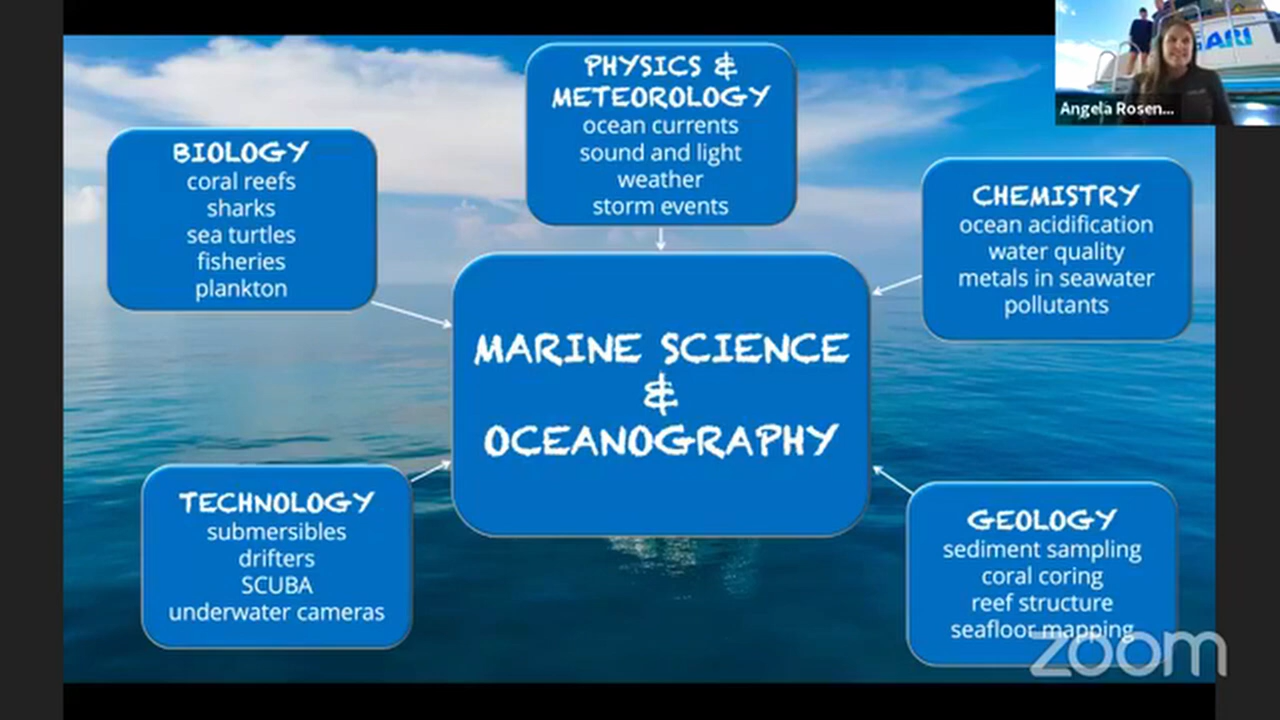 PHYSICS &
METEOROLOGY
ocean currents
sound and light
weather
storm events
BIOLOGY
coral reefs
sharks
sea turtles
fisheries
plankton
CHEMISTRY
ocean acidification
water quality
metals in seawater
pollutants
MARINE SCIENCE
&
OCEANOGRAPHY
TECHNOLOGY
submersibles
drifters
SCUBA
underwater cameras
GEOLOGY
sediment sampling
coral coring
reef structure
seafloor mapping
Angela Rosen...
zoom